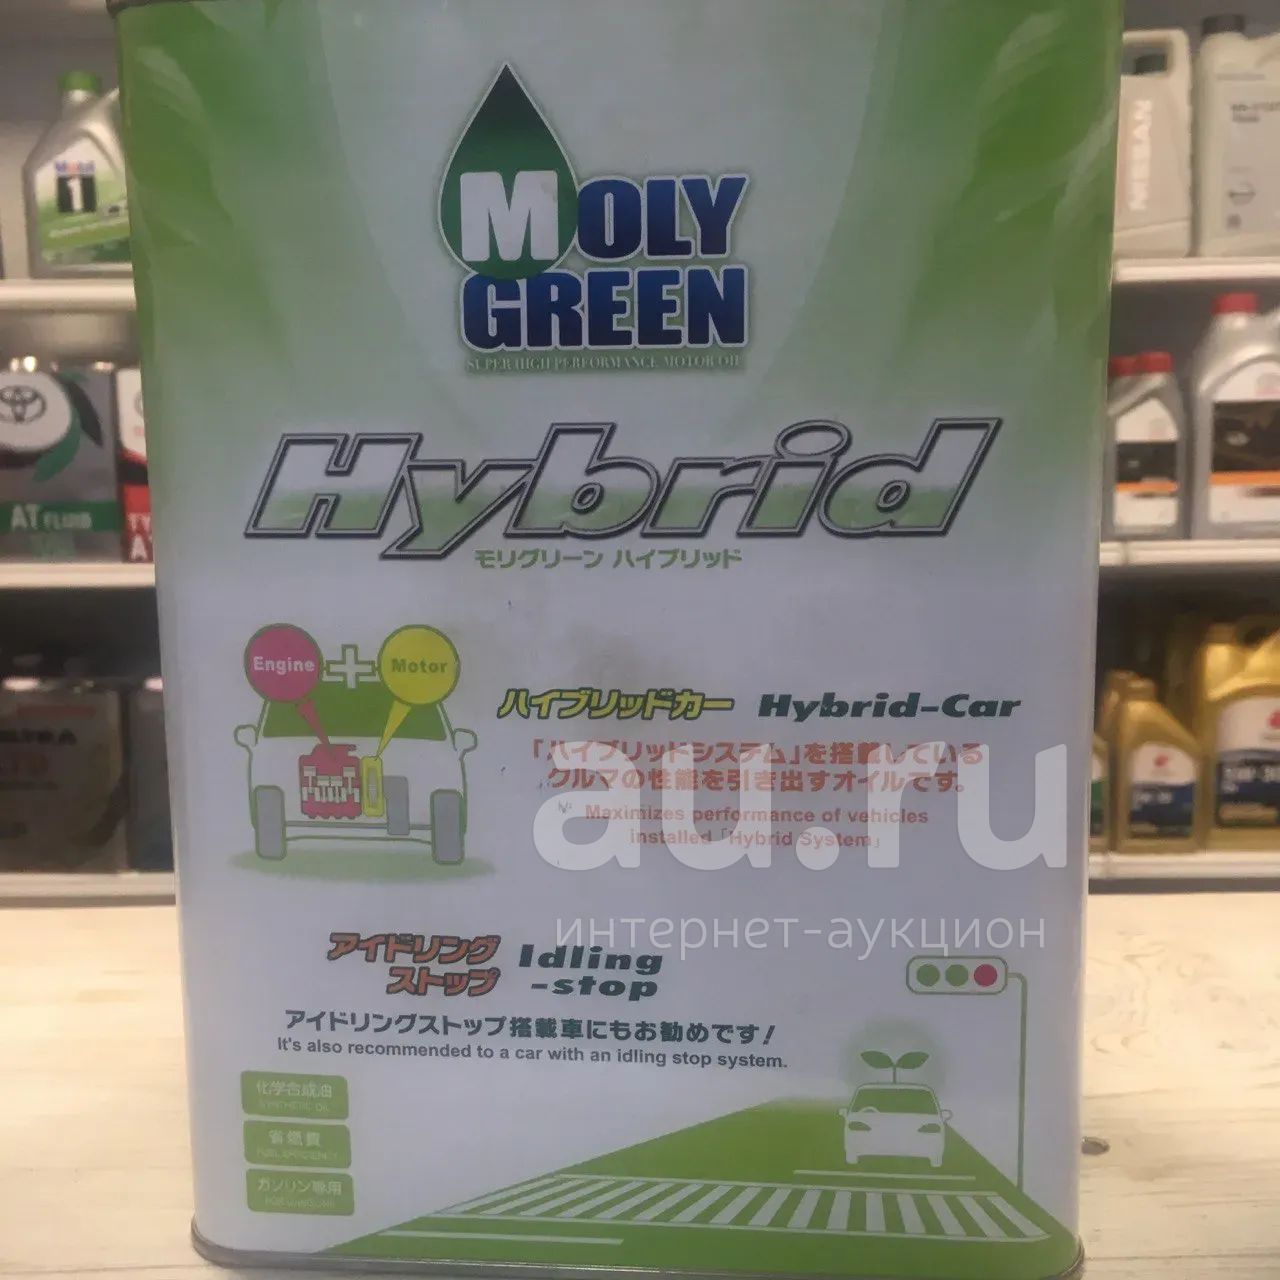 MOLY
GREEN
SUPER HIGH PERFORMANCE MOTOR OIL
Hybrid
モリグリーン ハイブリッド
Engine
Motor
ハイブリッドカー Hybrid-Car
「ハイブリッドシステム」を搭載している
クルマの性能を引き出すオイルです。
Maximizes performance of vehicles
installed「Hybrid System」
au.ru
интернет-аукцион
アイドリング
ストップ
Idling
-stop
アイドリングストップ搭載車にもお勧めです!
It's also recommended to a car with an idling stop system.
化学合成油
SYNTHETIC OIL
省燃費
FUEL EFFICIENCY
ガソリン専用
Mobil
1
NISSAN
AT FLUID